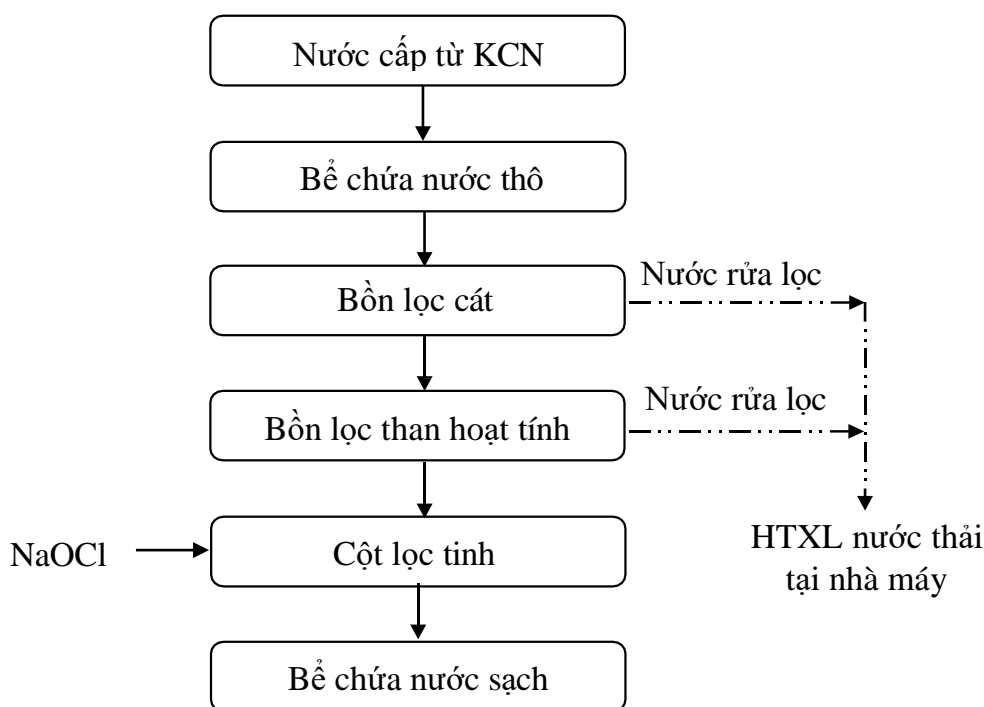 Nước cấp từ KCN
Bể chứa nước thô
Bồn lọc cát
Nước rửa lọc
Bồn lọc than hoạt tính
Nước rửa lọc
NaOCl
Cột lọc tinh
HTXL nước thải
tại nhà máy
Bể chứa nước sạch